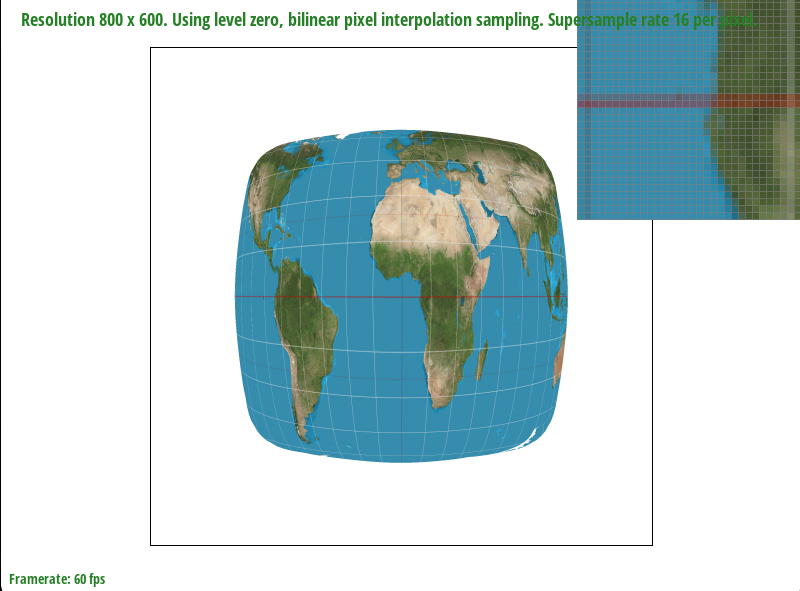 Resolution 800 x 600. Using level zero, bilinear pixel interpolation sampling. Supersample rate 16 per pixel.
Framerate: 60 fps